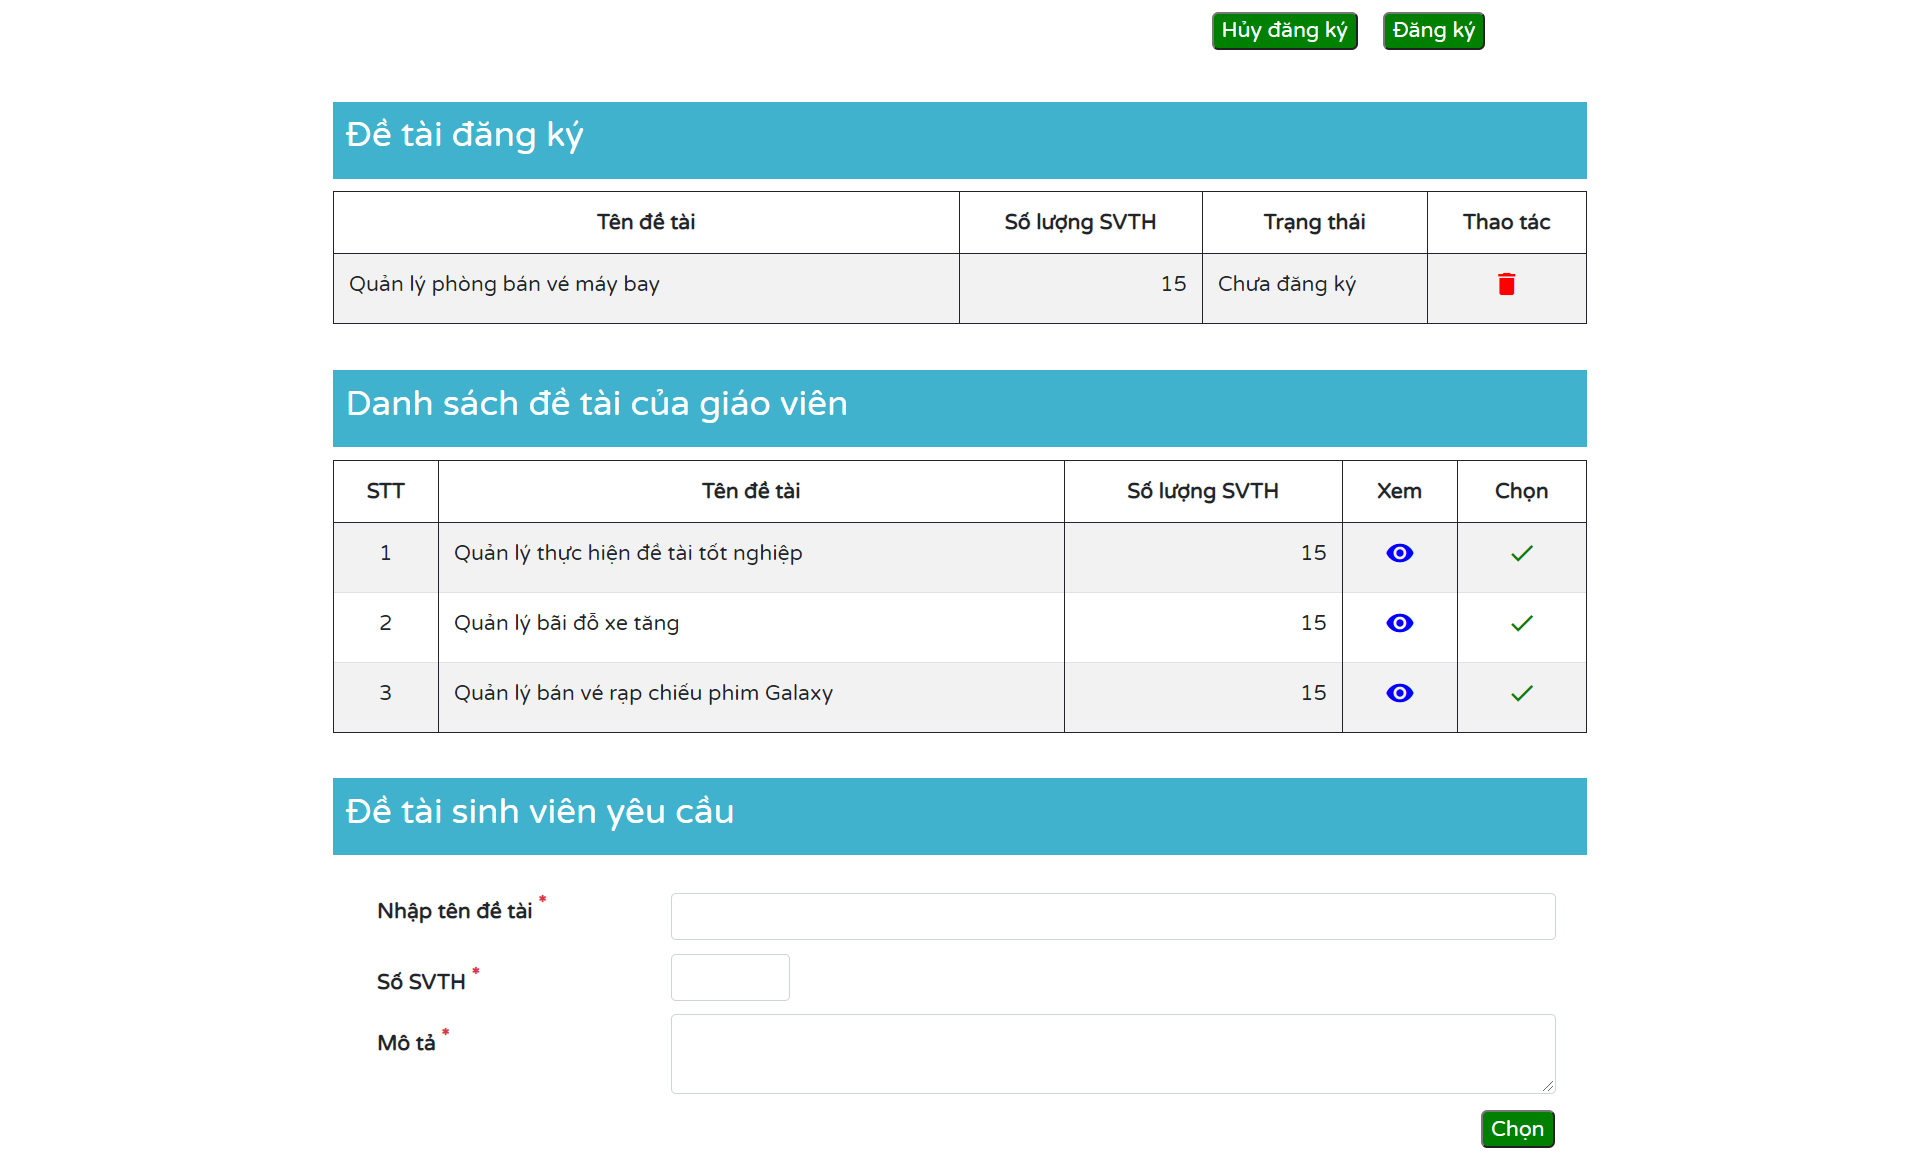 Hủy đăng ký Đăng ký
Đề tài đăng ký
Tên đề tài Số lượng SVTH Trạng thái Thao tác
Quản lý phòng bán vé máy bay 15 Chưa đăng ký
Danh sách đề tài của giáo viên
STT Tên đề tài Số lượng SVTH Xem Chọn
1 Quản lý thực hiện đề tài tốt nghiệp 15
2 Quản lý bãi đỗ xe tăng 15
3 Quản lý bán vé rạp chiếu phim Galaxy 15
Đề tài sinh viên yêu cầu
Nhập tên đề tài *
Số SVTH *
Mô tả *
Chọn